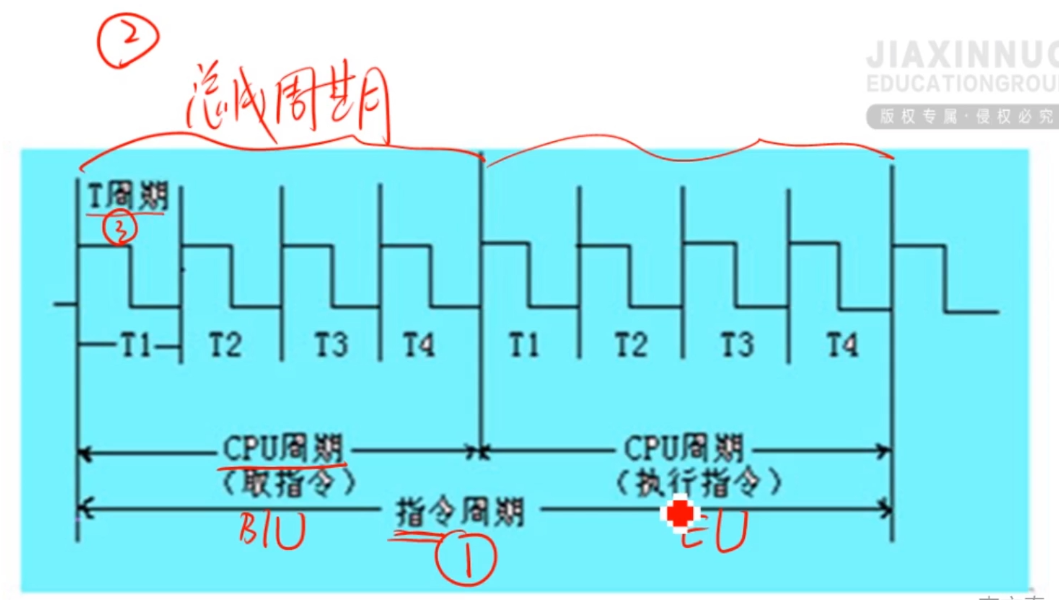 ②
JIAXINNUO
EDUCATIONGROU
版权专属·侵权必究
总线周期
T周期
③
T1 T2 T3 T4 T1 T2 T3 T4
CPU周期 CPU周期
(取指令) (执行指令)
指令周期
BIU EU
①